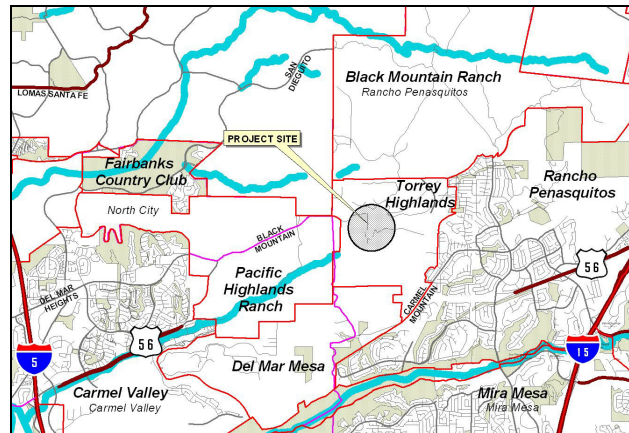 LOMAS SANTA FE
SAN
DIEGUITO
Black Mountain Ranch
Rancho Penasquitos
PROJECT SITE
Fairbanks
Country Club
Torrey
Highlands
Rancho
Penasquitos
North City
BLACK
MOUNTAIN
56
Pacific
Highlands
Ranch
DEL MAR
HEIGHTS
CARMEL
MOUNTAIN
56
5
15
Del Mar Mesa
Carmel Valley
Carmel Valley
Mira Mesa
Mira Mesa